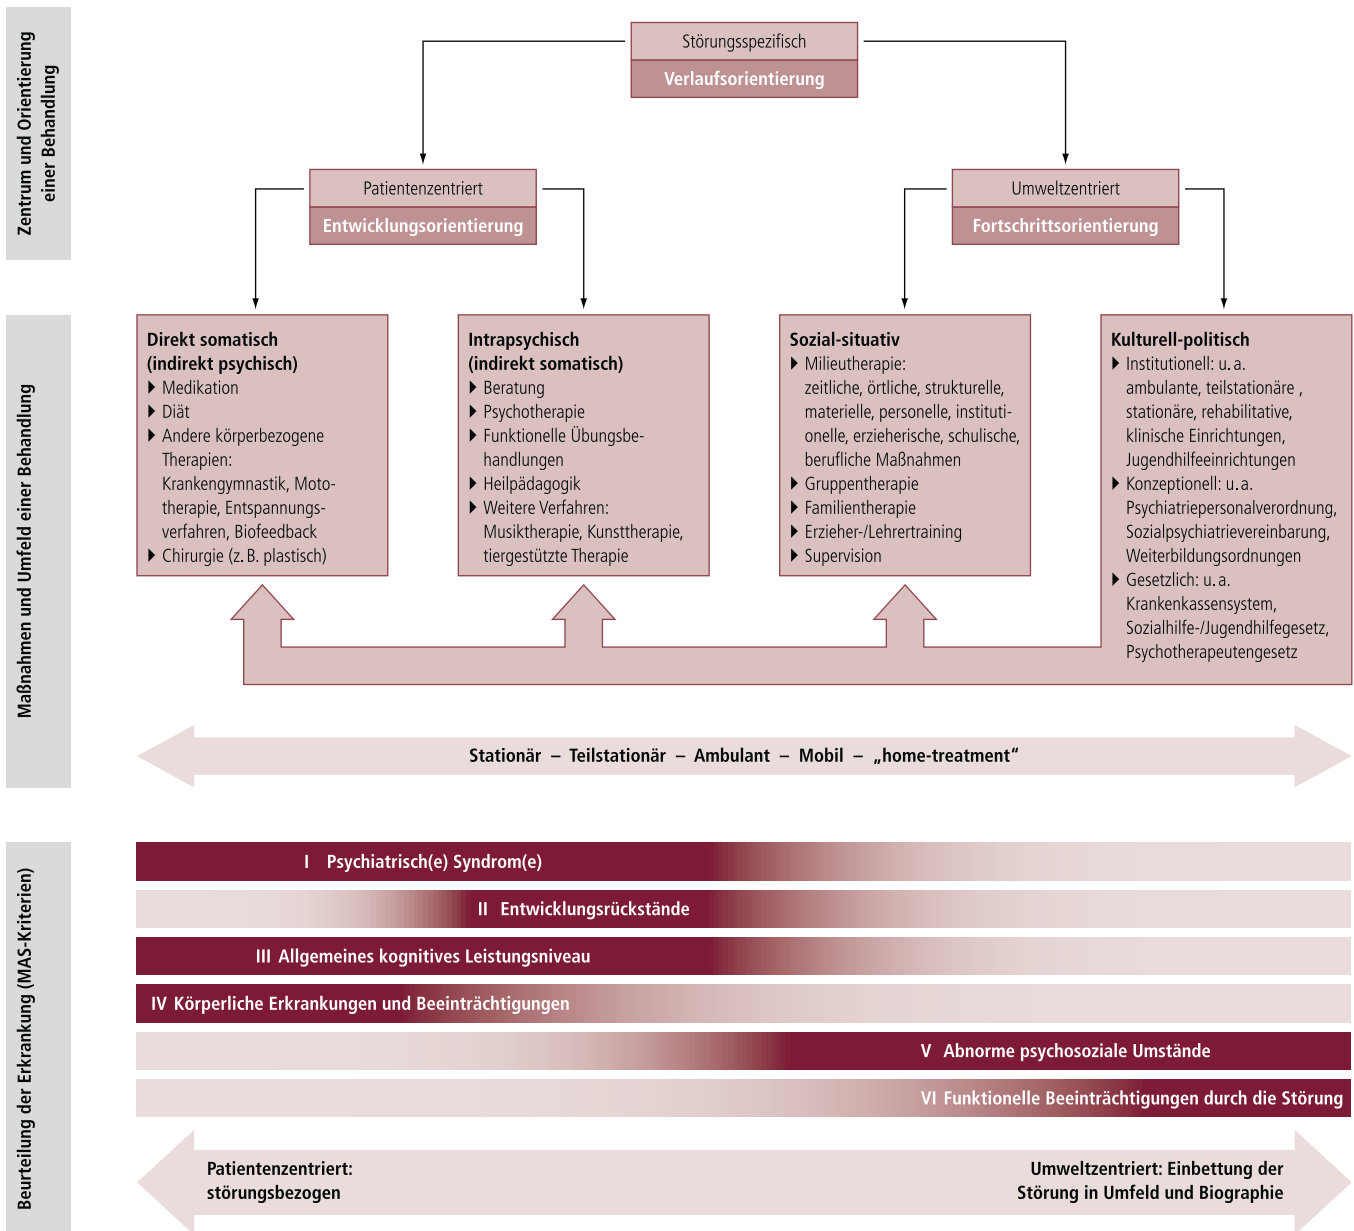 Zentrum und Orientierung
einer Behandlung
Störungsspezifisch
Verlaufsorientierung
Patientenzentriert
Entwicklungsorientierung
Umweltzentriert
Fortschrittsorientierung
Maßnahmen und Umfeld einer Behandlung
Direkt somatisch
(indirekt psychisch)
Medikation
Diät
Andere körperbezogene
Therapien:
Krankengymnastik, Moto-
therapie, Entspannungs-
verfahren, Biofeedback
Chirurgie (z. B. plastisch)
Intrapsychisch
(indirekt somatisch)
Beratung
Psychotherapie
Funktionelle Übungsbe-
handlungen
Heilpädagogik
Weitere Verfahren:
Musiktherapie, Kunsttherapie,
tiergestützte Therapie
Sozial-situativ
Milieutherapie:
zeitliche, örtliche, strukturelle,
materielle, personelle, instituti-
onelle, erzieherische, schulische,
berufliche Maßnahmen
Gruppentherapie
Familientherapie
Erzieher-/Lehrertraining
Supervision
Kulturell-politisch
Institutionell: u. a.
ambulante, teilstationäre ,
stationäre, rehabilitative,
klinische Einrichtungen,
Jugendhilfeeinrichtungen
Konzeptionell: u. a.
Psychiatriepersonalverordnung,
Sozialpsychiatrievereinbarung,
Weiterbildungsordnungen
Gesetzlich: u. a.
Krankenkassensystem,
Sozialhilfe-/Jugendhilfegesetz,
Psychotherapeutengesetz
Stationär – Teilstationär – Ambulant – Mobil – „home-treatment“
Beurteilung der Erkrankung (MAS-Kriterien)
I Psychiatrisch(e) Syndrom(e)
II Entwicklungsrückstände
III Allgemeines kognitives Leistungsniveau
IV Körperliche Erkrankungen und Beeinträchtigungen
V Abnorme psychosoziale Umstände
VI Funktionelle Beeinträchtigungen durch die Störung
Patientenzentriert:
störungsbezogen
Umweltzentriert: Einbettung der
Störung in Umfeld und Biographie